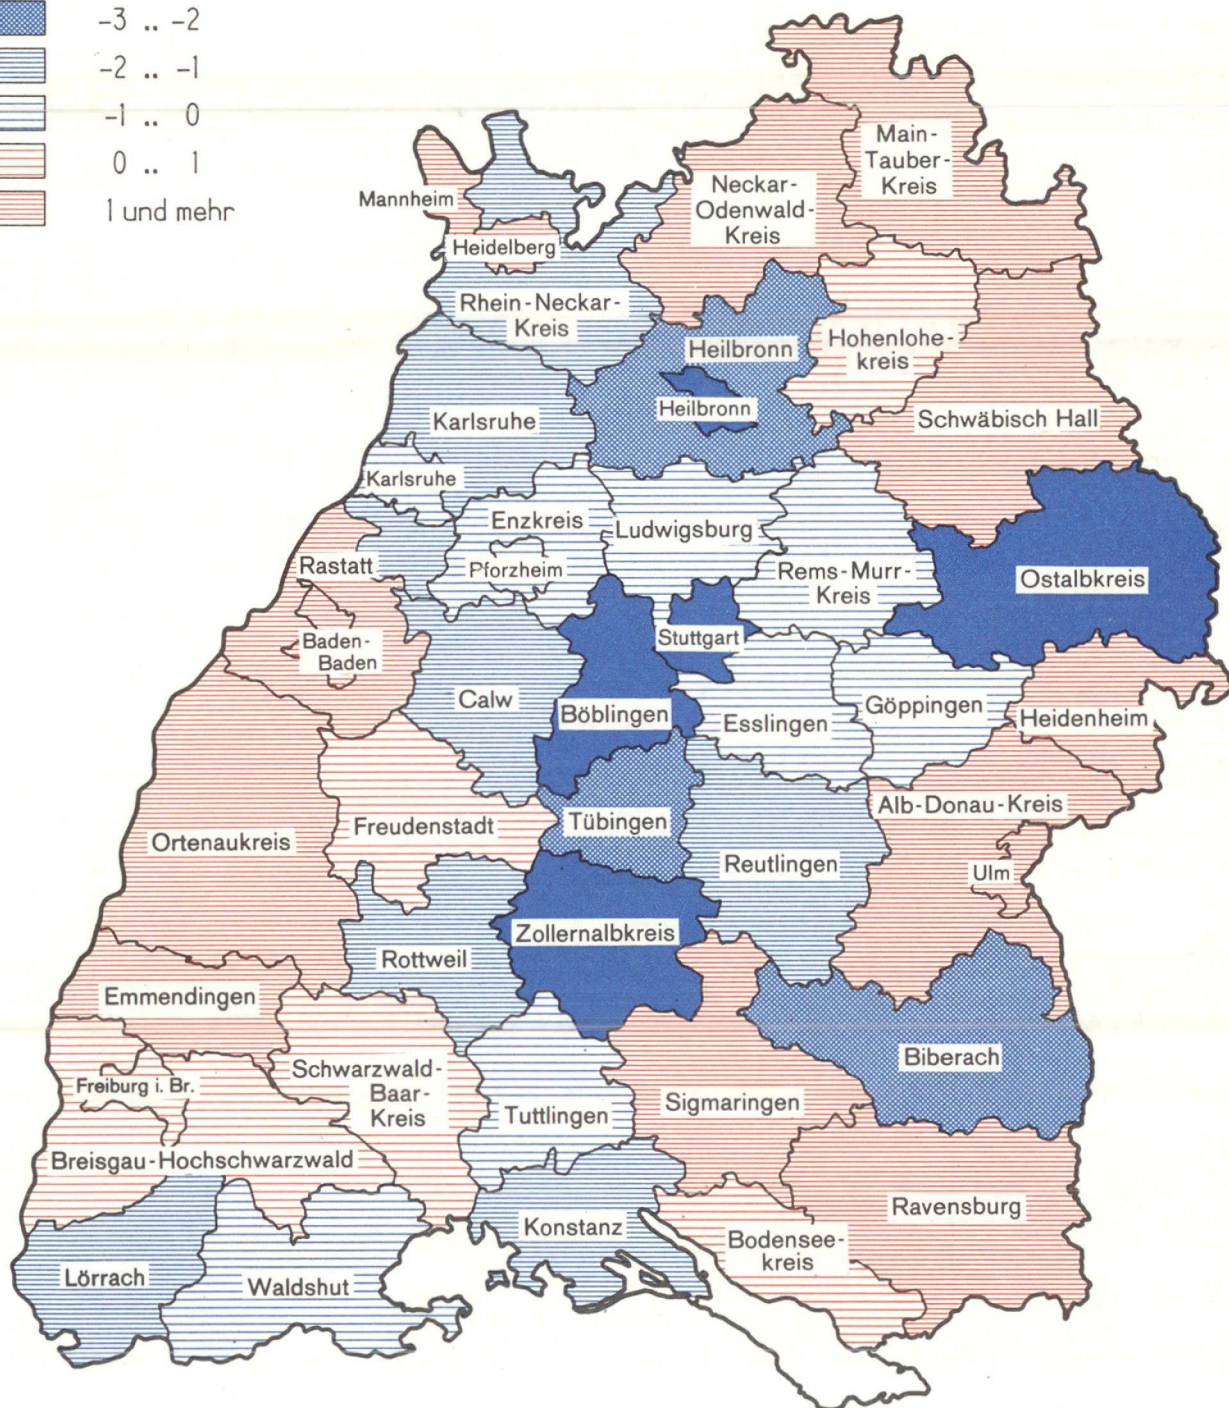 -3 .. -2
-2 .. -1
-1 .. 0
0 .. 1
1 und mehr
Main-
Tauber-
Kreis
Mannheim
Neckar-
Odenwald-
Kreis
Heidelberg
Rhein-Neckar-
Kreis
Heilbronn
Hohenlohe-
kreis
Heilbronn
Karlsruhe
Schwäbisch Hall
Karlsruhe
Enzkreis
Ludwigsburg
Rastatt
Pforzheim
Rems-Murr-
Kreis
Ostalbkreis
Baden-
Baden
Stuttgart
Calw
Böblingen
Esslingen
Göppingen
Heidenheim
Alb-Donau-Kreis
Freudenstadt
Tübingen
Ortenaukreis
Reutlingen
Ulm
Zollernalbkreis
Rottweil
Emmendingen
Biberach
Schwarzwald-
Baar-
Kreis
Freiburg i. Br.
Tuttlingen
Sigmaringen
Breisgau-Hochschwarzwald
Ravensburg
Konstanz
Bodensee-
kreis
Lörrach
Waldshut